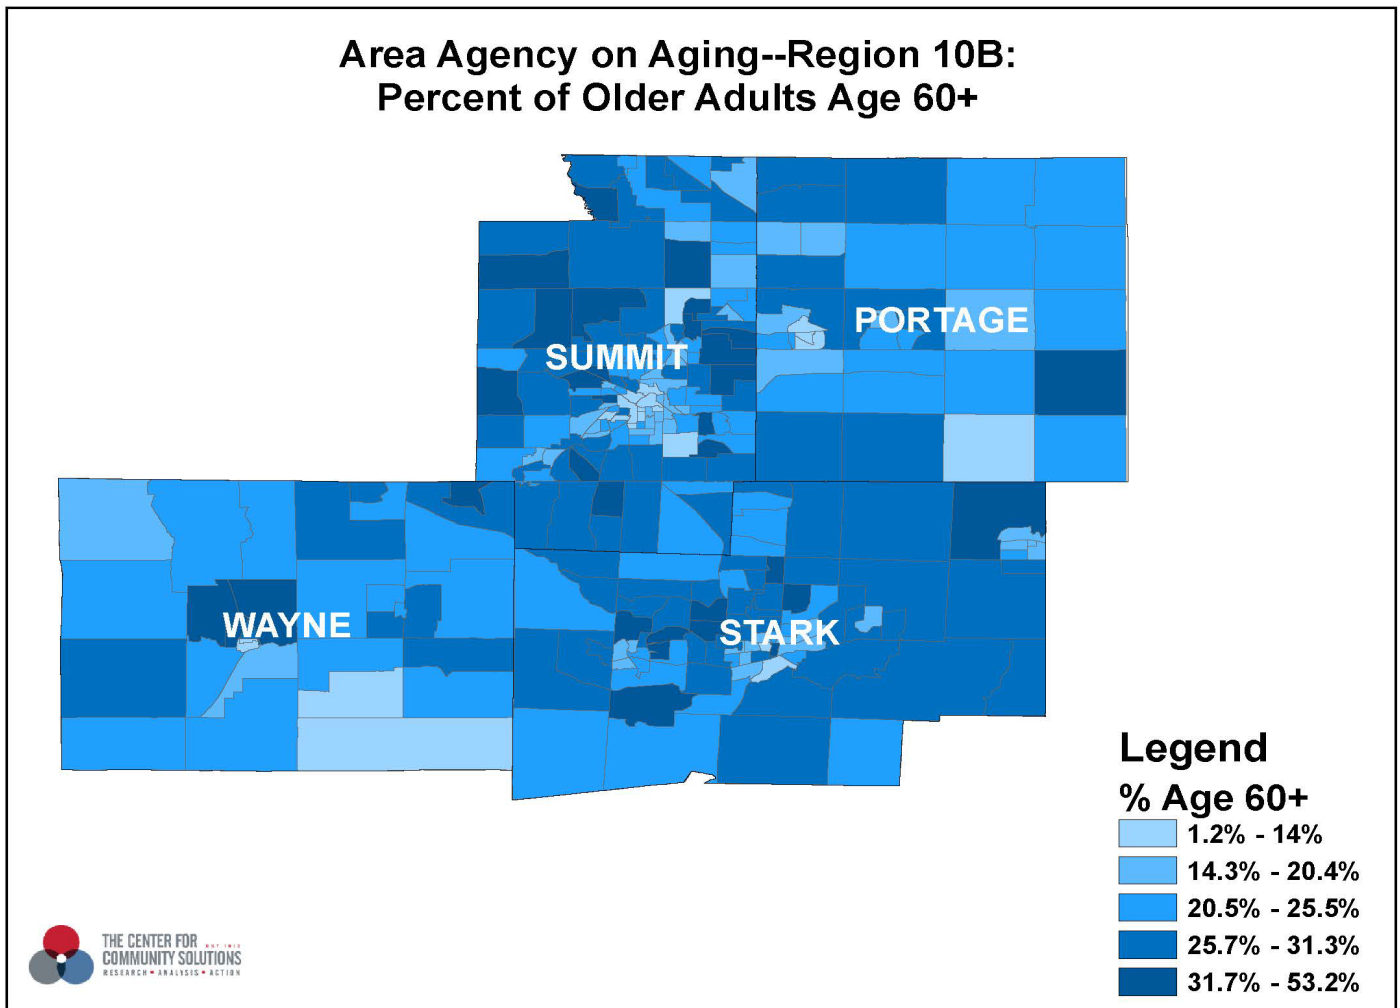 Area Agency on Aging--Region 10B:
Percent of Older Adults Age 60+
PORTAGE
SUMMIT
WAYNE
STARK
Legend
% Age 60+
1.2% - 14%
14.3% - 20.4%
20.5% - 25.5%
25.7% - 31.3%
31.7% - 53.2%
THE CENTER FOR
COMMUNITY SOLUTIONS
RESEARCH • ANALYSIS • ACTION